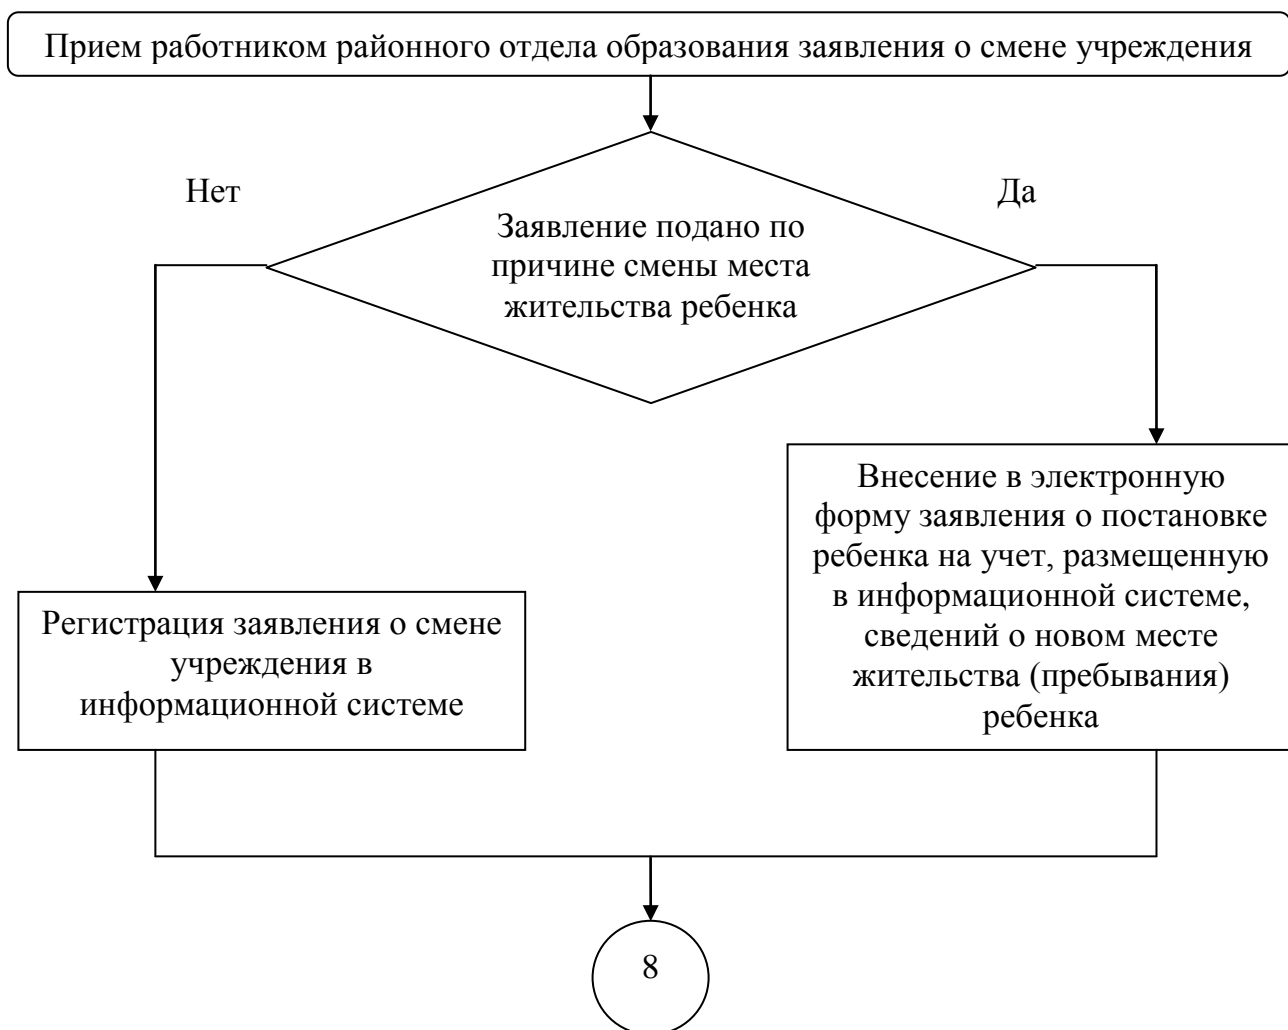 Прием работником районного отдела образования заявления о смене учреждения
Нет
Да
Заявление подано по
причине смены места
жительства ребенка
Внесение в электронную
форму заявления о постановке
ребенка на учет, размещенную
в информационной системе,
сведений о новом месте
жительства (пребывания)
ребенка
Регистрация заявления о смене
учреждения в
информационной системе
8